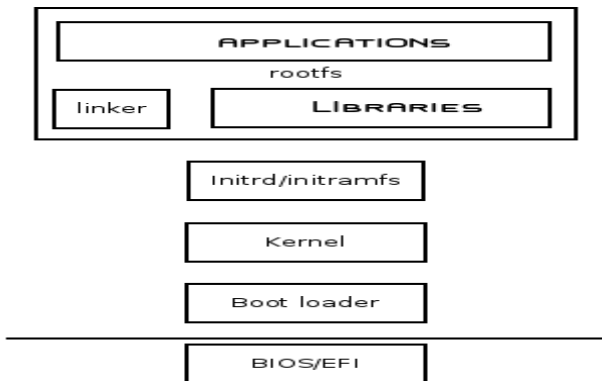 APPLICATIONS
rootfs
linker
LIBRARIES
Initrd/initramfs
Kernel
Boot loader
BIOS/EFI